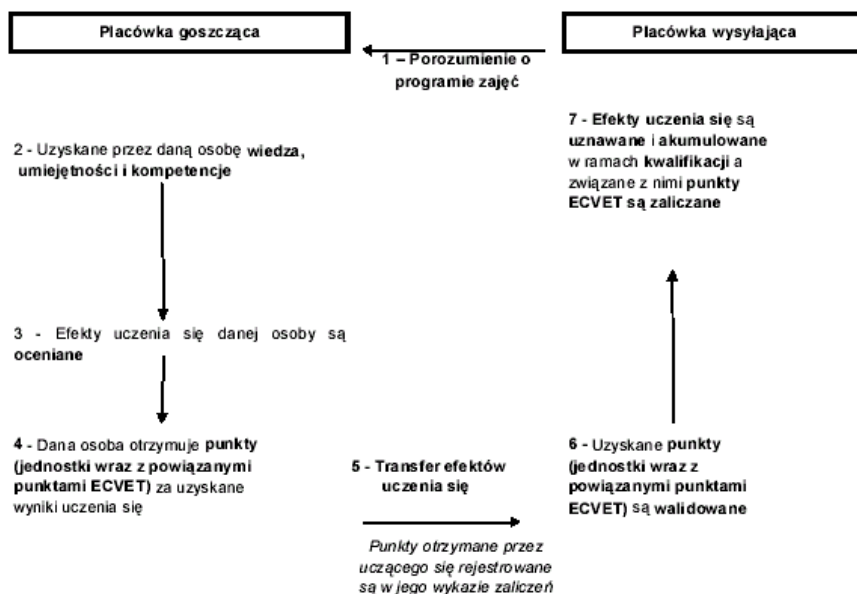 Placówka goszcząca
Placówka wysyłająca
1 – Porozumienie o
programie zajęć
2 - Uzyskane przez daną osobę wiedza,
umiejętności i kompetencje
3 - Efekty uczenia się danej osoby są
oceniane
4 - Dana osoba otrzymuje punkty
(jednostki wraz z powiązanymi
punktami ECVET) za uzyskane
wyniki uczenia się
5 - Transfer efektów
uczenia się
Punkty otrzymane przez
uczącego się rejestrowane
są w jego wykazie zaliczeń
6 - Uzyskane punkty
(jednostki wraz z
powiązanymi punktami
ECVET) są walidowane
7 - Efekty uczenia się są
uznawane i akumulowane
w ramach kwalifikacji a
związane z nimi punkty
ECVET są zaliczane